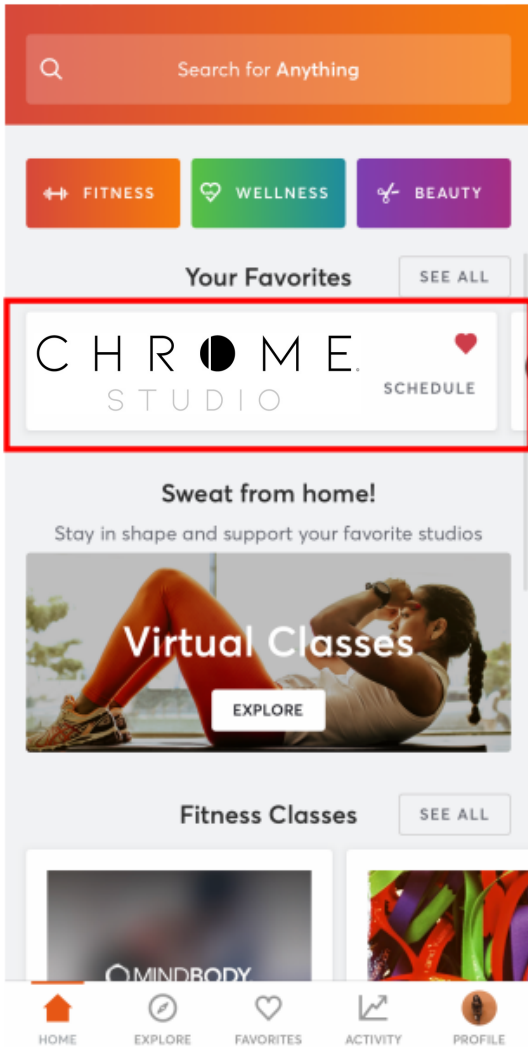 Search for Anything
FITNESS
WELLNESS
BEAUTY
Your Favorites
SEE ALL
CHROME.
STUDIO
SCHEDULE
Sweat from home!
Stay in shape and support your favorite studios
Virtual Classes
EXPLORE
Fitness Classes
SEE ALL
MINDBODY
HOME
EXPLORE
FAVORITES
ACTIVITY
PROFILE